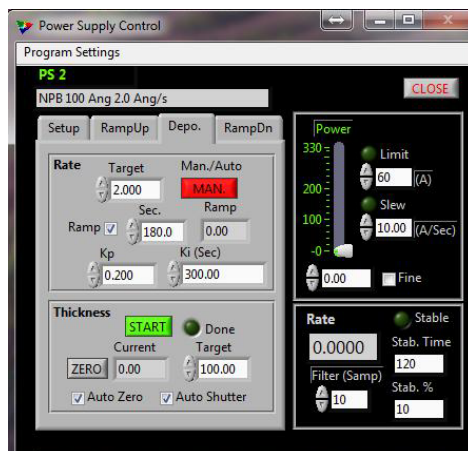 Power Supply Control
Program Settings
PS 2
NPB 100 Ang 2.0 Ang/s
CLOSE
Setup RampUp Depo. RampDn
Rate Target Man./Auto
2.000 MAN.
Sec. Ramp
Ramp 180.0 0.00
Kp Ki (Sec)
0.200 300.00
Thickness
START Done
Current Target
ZERO 0.00 100.00
Auto Zero Auto Shutter
Power
330-
200-
100-
-0-
Limit
60 (A)
Slew
10.00 (A/Sec)
0.00 Fine
Rate Stable
0.0000 Stab. Time
120
Filter (Samp) Stab. %
10 10